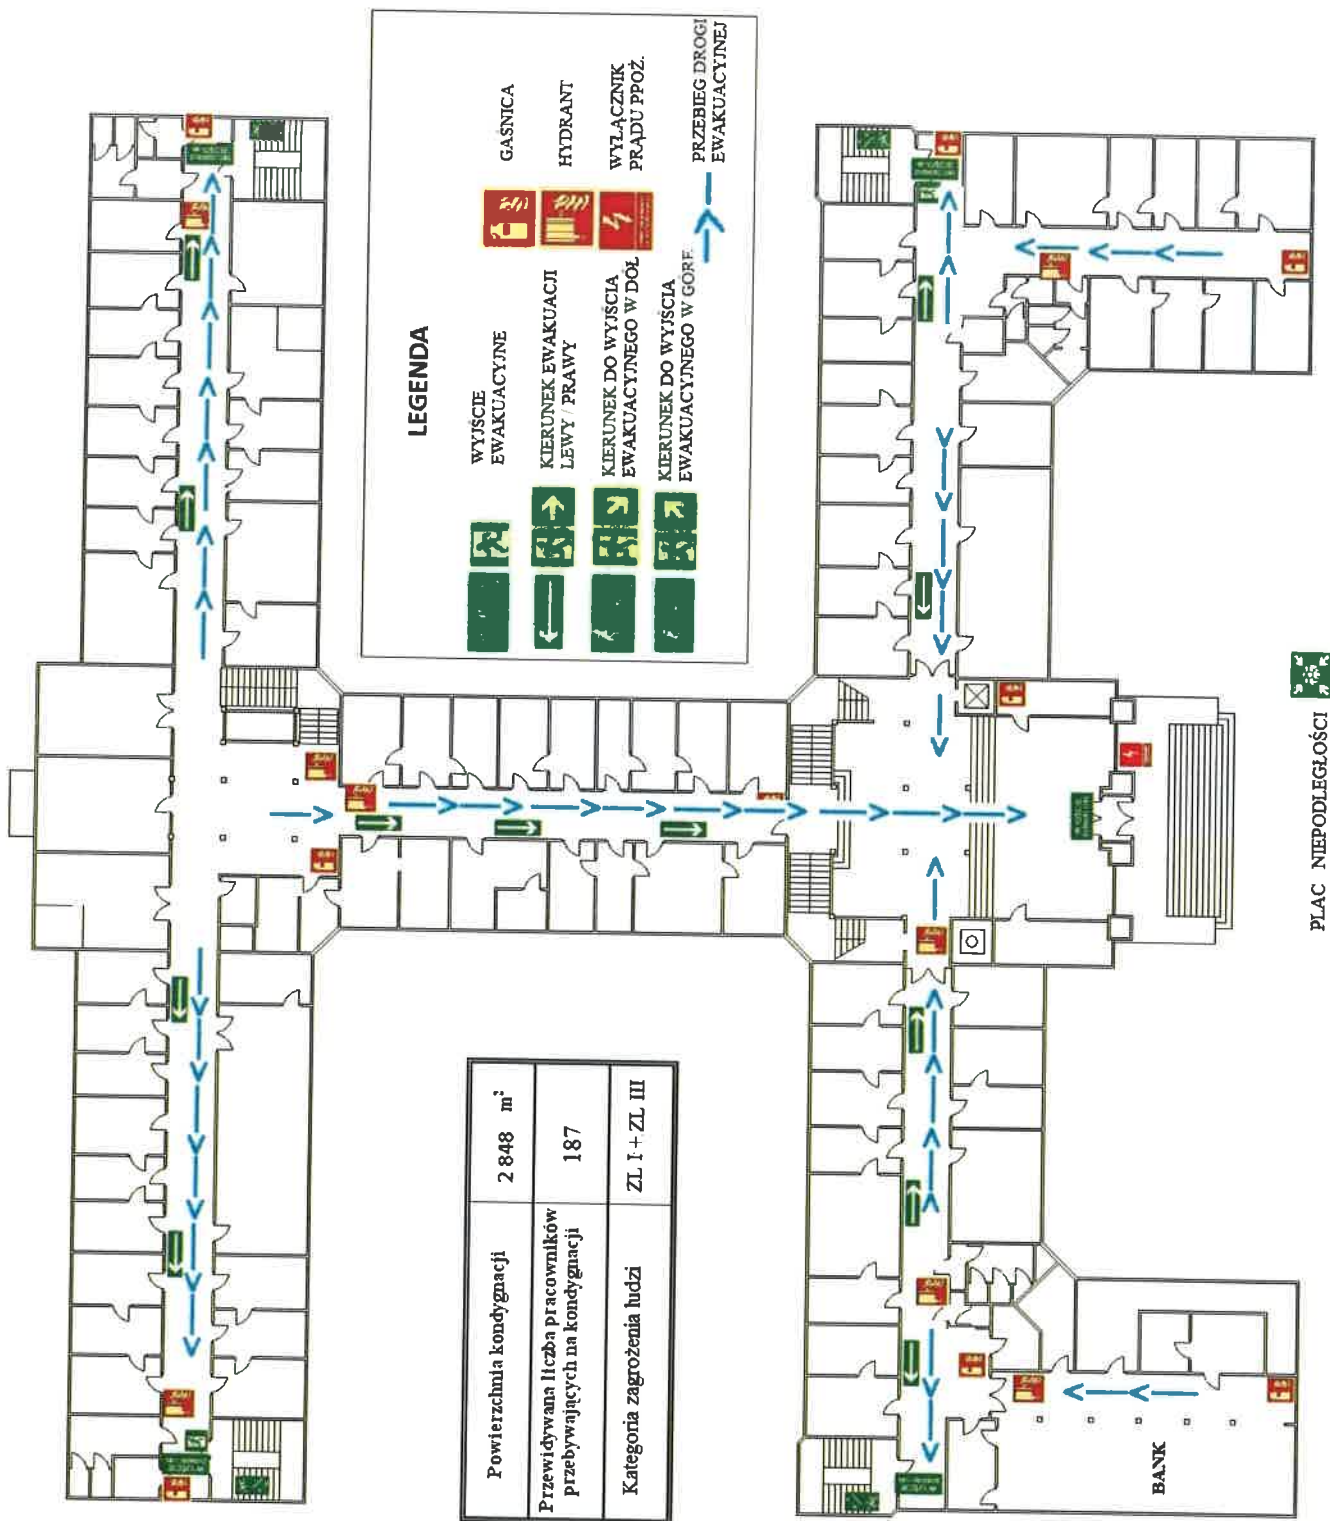 LEGENDA
WYJŚCIE
EWAKUACYJNE
KIERUNEK EWAKUACJI
LEWY / PRAWY
KIERUNEK DO WYJŚCIA
EWAKUACYJNEGO W DÓŁ
KIERUNEK DO WYJŚCIA
EWAKUACYJNEGO W GÓRĘ
GAŚNICA
HYDRANT
WYŁĄCZNIK
PRĄDU PPOŻ.
PRZEBIEG DROGI
EWAKUACYJNEJ
Powierzchnia kondygnacji 2 848 m²
Przewidywana liczba pracowników
przebywających na kondygnacji 187
Kategoria zagrożenia ludzi ZL I + ZL III
BANK
PLAC NIEPODLEGŁOŚCI